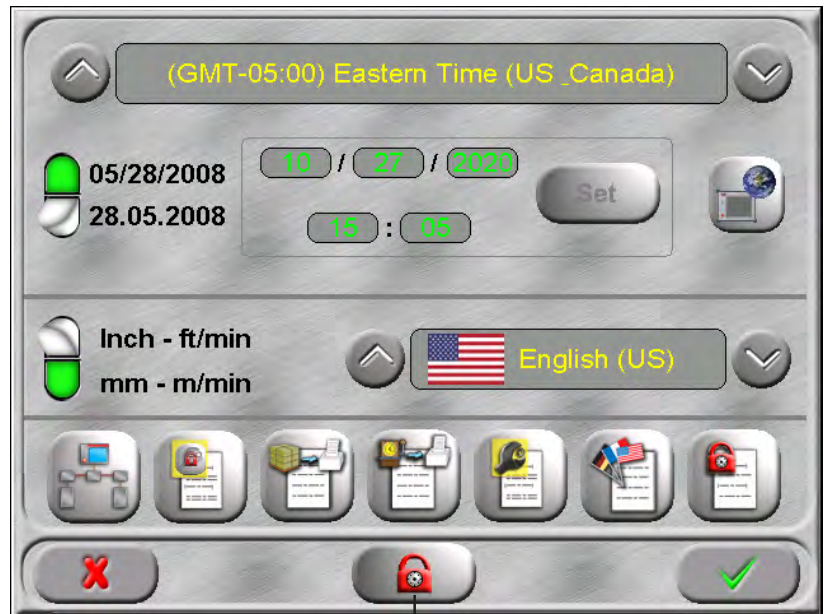 (GMT-05:00) Eastern Time (US _Canada)
05/28/2008
28.05.2008
10 / 27 / 2020
15 : 05
Set
Inch - ft/min
mm - m/min
English (US)